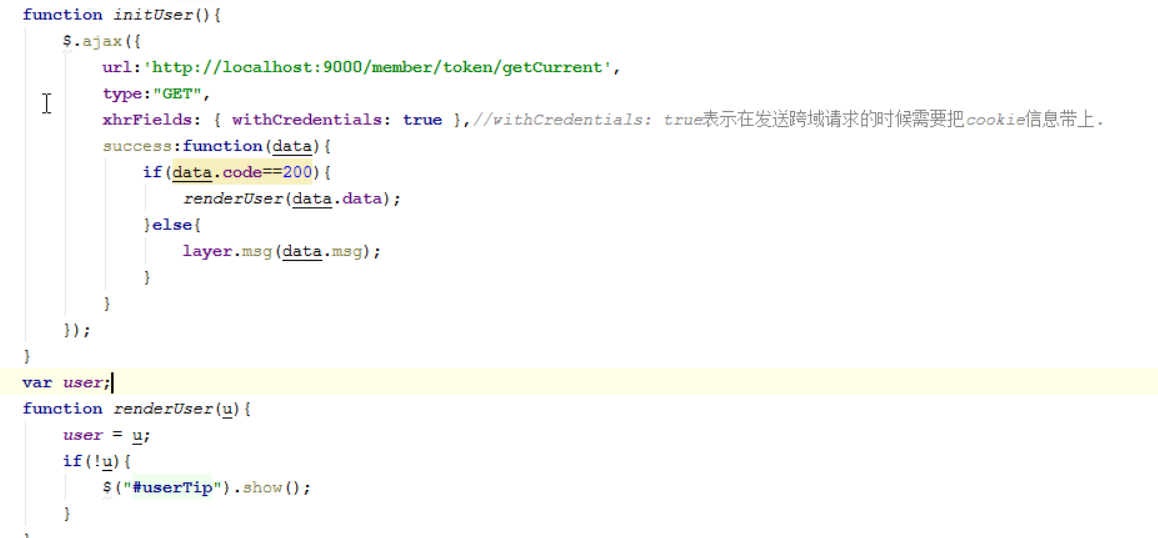 function initUser(){
$.ajax({
url:'http://localhost:9000/member/token/getCurrent',
type:"GET",
xhrFields: { withCredentials: true },//withCredentials: true表示在发送跨域请求的时候需要把cookie信息带上.
success:function(data){
if(data.code==200){
renderUser(data.data);
}else{
layer.msg(data.msg);
}
}
});
}
var user;
function renderUser(u){
user = u;
if(!u){
$("#userTip").show();
}
}